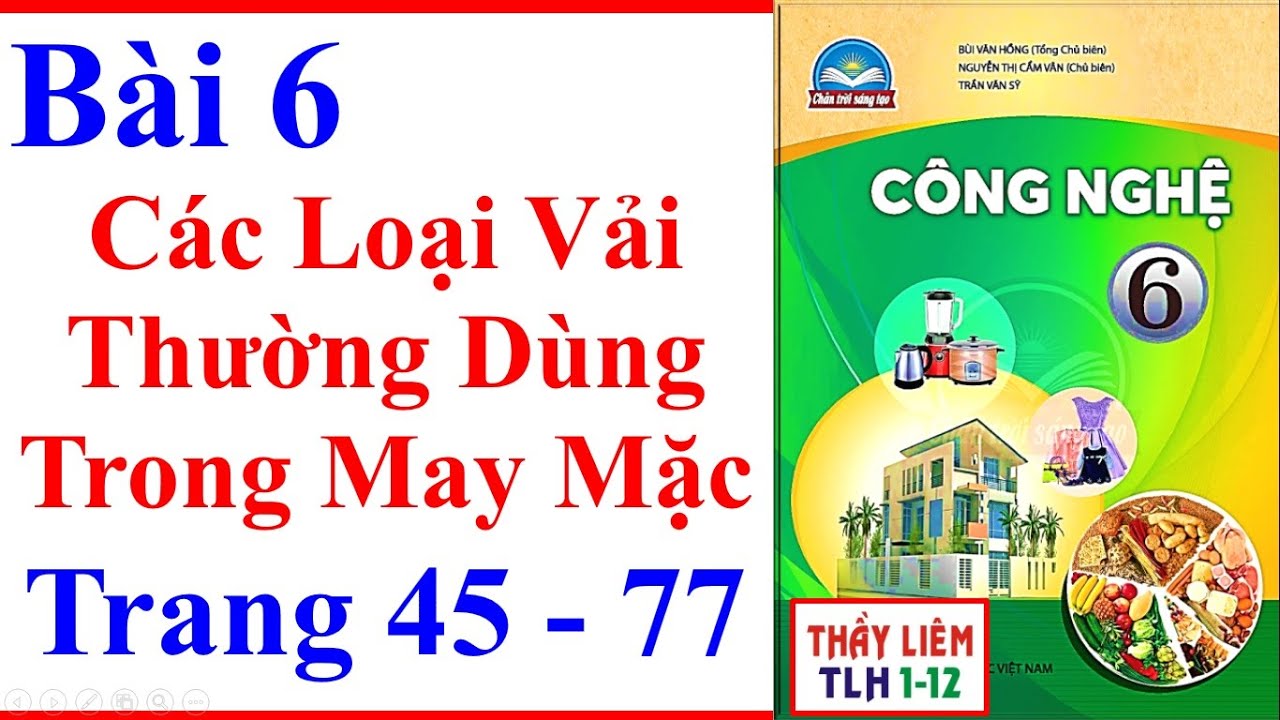 Bài 6
Các Loại Vải
Thường Dùng
Trong May Mặc
Trang 45 - 77
BÙI VĂN HỒNG (Tổng Chủ biên)
NGUYỄN THỊ CẨM VÂN (Chủ biên)
TRẦN VĂN SỸ
Chân trời sáng tạo
CÔNG NGHỆ
6
THẦY LIÊM
TLH 1-12
VIỆT NAM